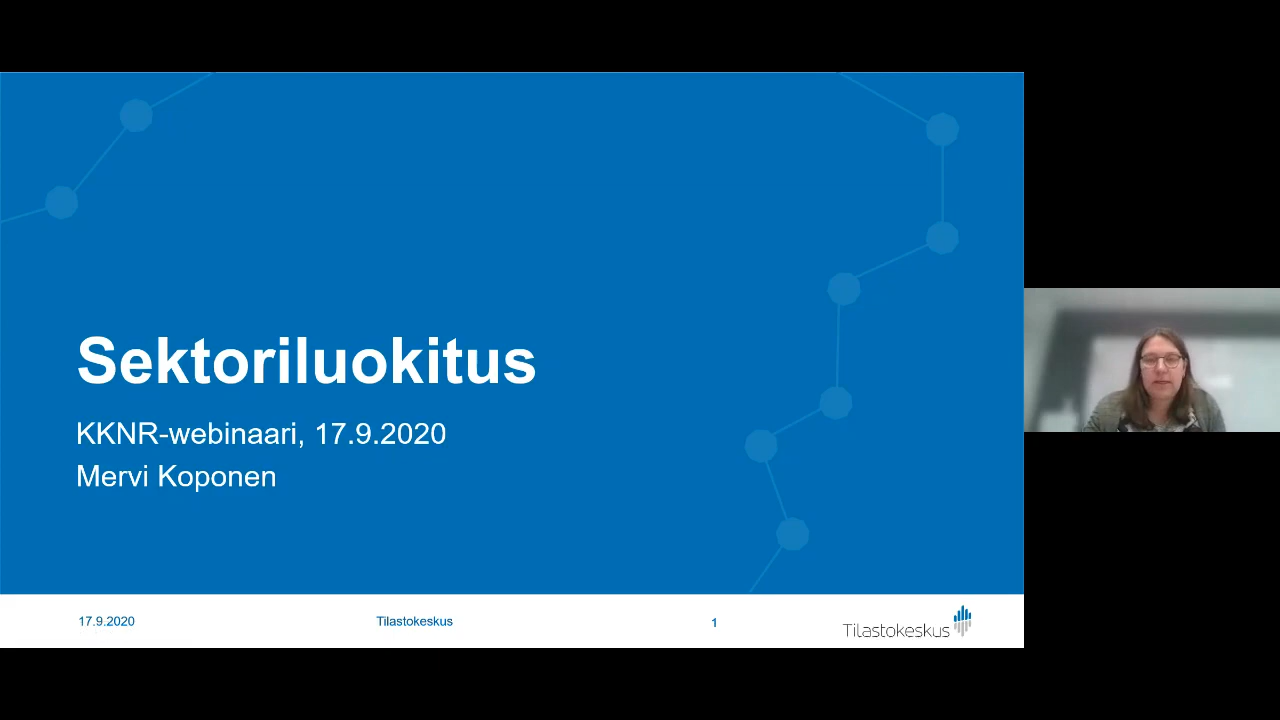 Sektoriluokitus
KKNR-webinaari, 17.9.2020
Mervi Koponen
17.9.2020
Tilastokeskus
1
Tilastokeskus